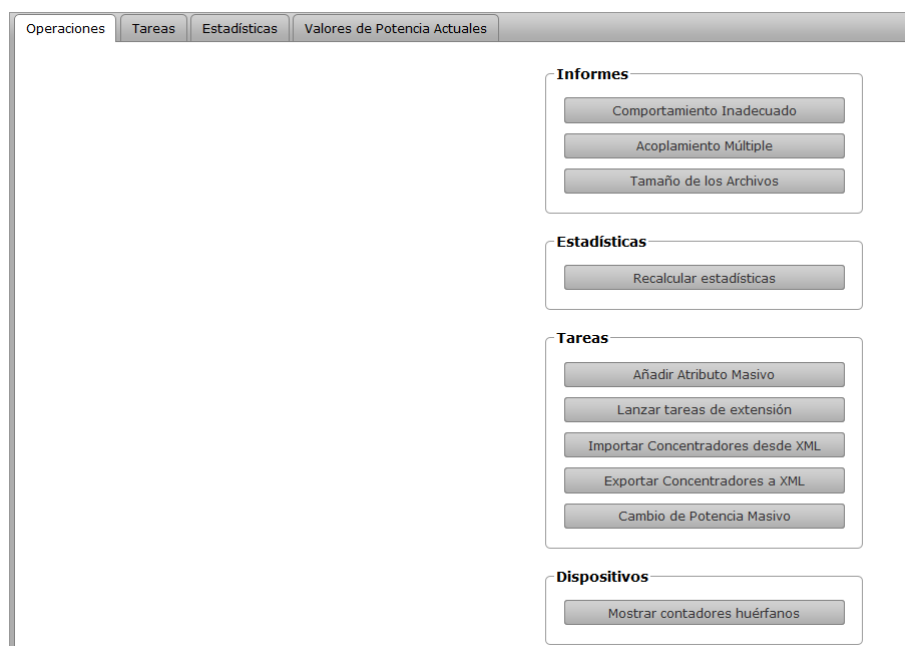 Operaciones Tareas Estadísticas Valores de Potencia Actuales
Informes
Comportamiento Inadecuado
Acoplamiento Múltiple
Tamaño de los Archivos
Estadísticas
Recalcular estadísticas
Tareas
Añadir Atributo Masivo
Lanzar tareas de extensión
Importar Concentradores desde XML
Exportar Concentradores a XML
Cambio de Potencia Masivo
Dispositivos
Mostrar contadores huérfanos